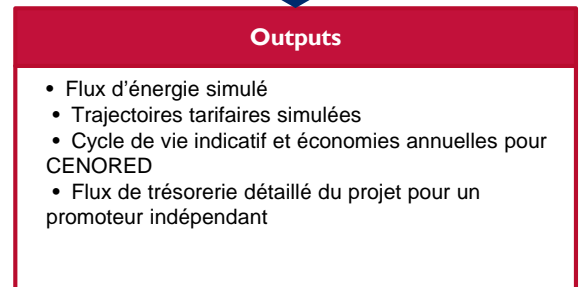 Outputs
• Flux d'énergie simulé
• Trajectoires tarifaires simulées
• Cycle de vie indicatif et économies annuelles pour
CENORED
• Flux de trésorerie détaillé du projet pour un
promoteur indépendant